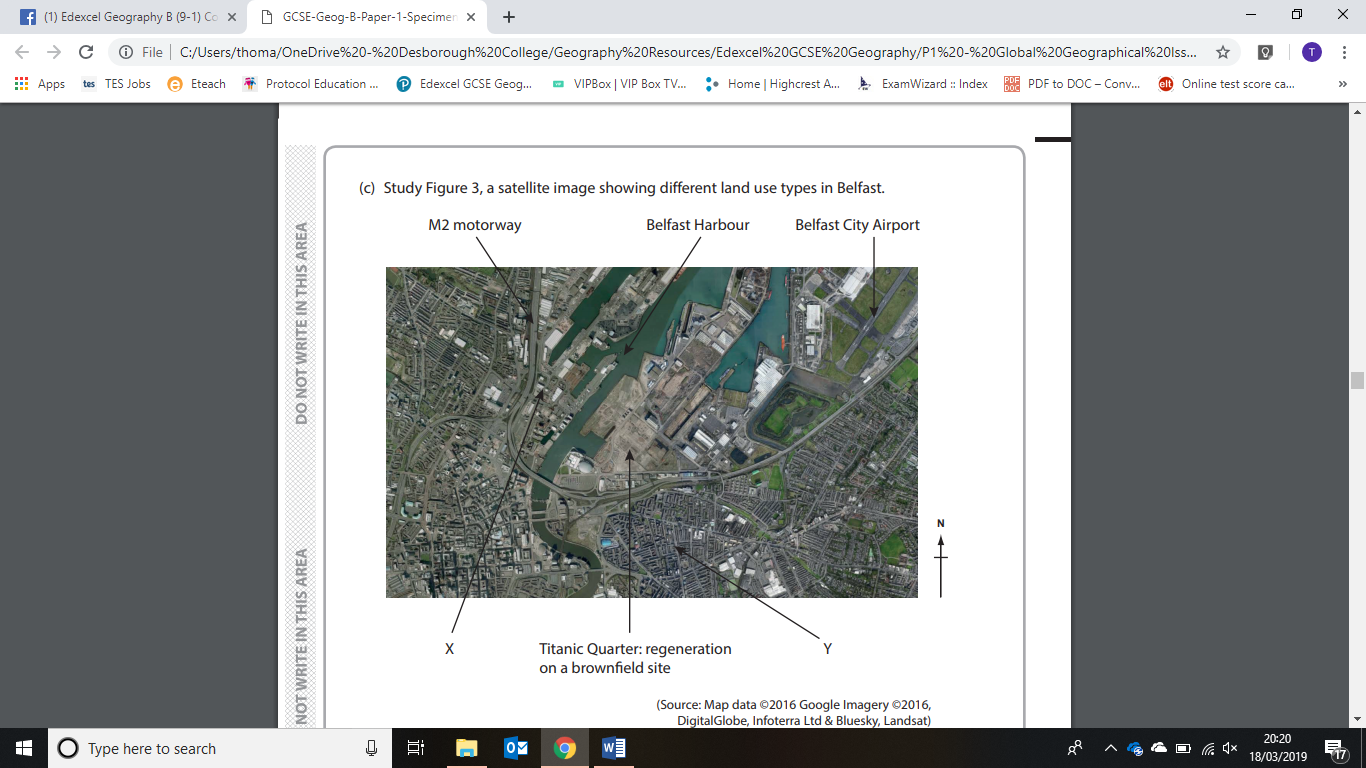 (1) Edexcel Geography B (9-1) Co
GCSE-Geog-B-Paper-1-Specimen
File | C:/Users/thoma/OneDrive%20-%20Desborough%20College/Geography%20Resources/Edexcel%20GCSE%20Geography/P1%20-%20Global%20Geographical%20Iss...
T
Apps tes TES Jobs Eteach Protocol Education ... Edexcel GCSE Geog... VIPBox | VIP Box TV... Home | Highcrest A... ExamWizard :: Index PDF DOC PDF to DOC – Conv... elt Online test score ca... »
DO NOT WRITE IN THIS AREA
NOT WRITE IN THIS AREA
(c) Study Figure 3, a satellite image showing different land use types in Belfast.
M2 motorway Belfast Harbour Belfast City Airport
N
X Titanic Quarter: regeneration Y
on a brownfield site
(Source: Map data ©2016 Google Imagery ©2016,
DigitalGlobe, Infoterra Ltd & Bluesky, Landsat)
Type here to search
20:20
18/03/2019
17